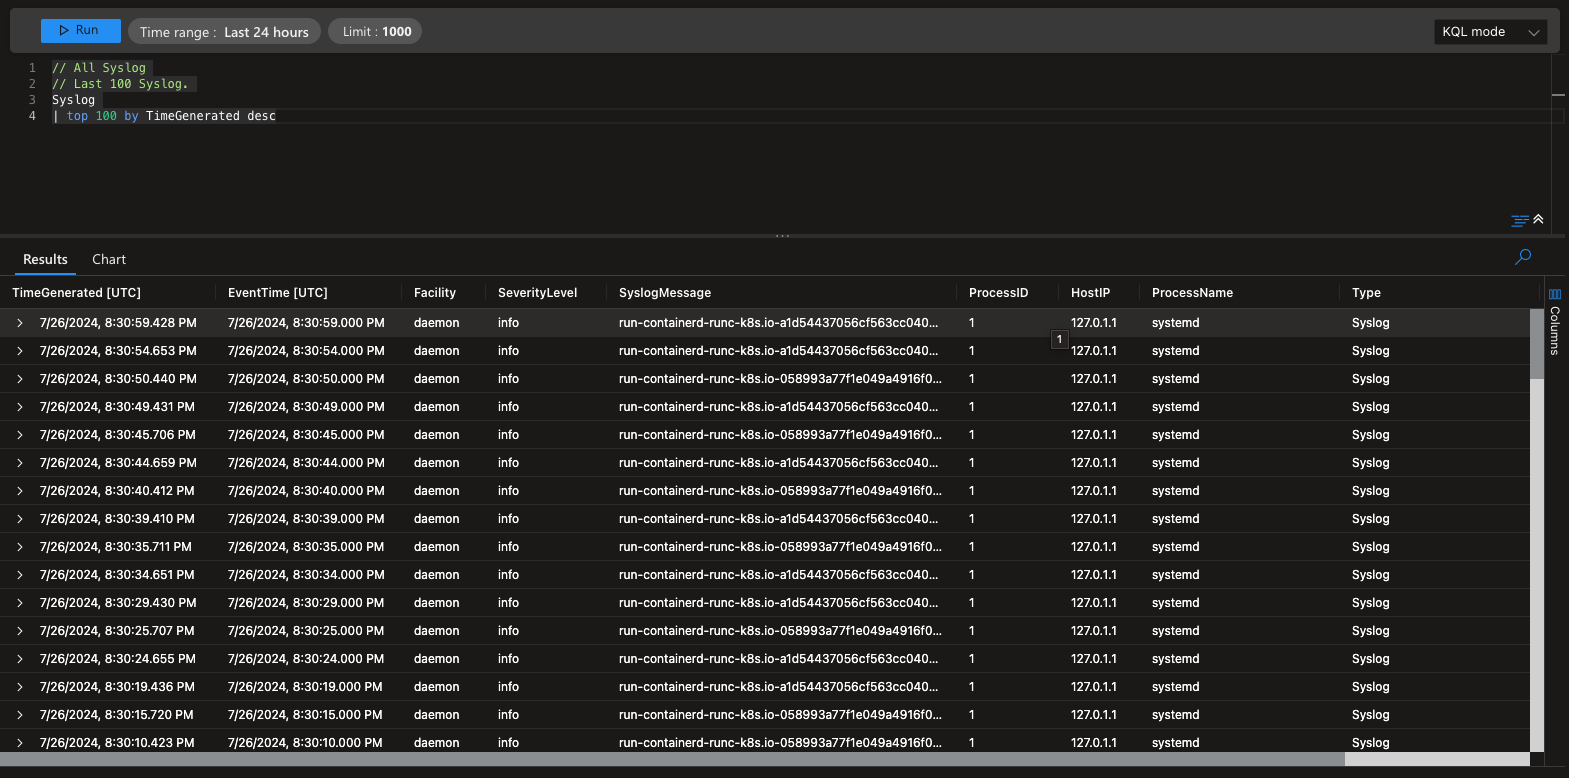 Run Time range : Last 24 hours Limit : 1000 KQL mode
1 // All Syslog
2 // Last 100 Syslog.
3 Syslog
4 | top 100 by TimeGenerated desc
Results Chart
TimeGenerated [UTC] EventTime [UTC] Facility SeverityLevel SyslogMessage ProcessID HostIP ProcessName Type
7/26/2024, 8:30:59.428 PM 7/26/2024, 8:30:59.000 PM daemon info run-containerd-runc-k8s.io-a1d54437056cf563cc040... 1 127.0.1.1 systemd Syslog
1
7/26/2024, 8:30:54.653 PM 7/26/2024, 8:30:54.000 PM daemon info run-containerd-runc-k8s.io-a1d54437056cf563cc040... 1 127.0.1.1 systemd Syslog
7/26/2024, 8:30:50.440 PM 7/26/2024, 8:30:50.000 PM daemon info run-containerd-runc-k8s.io-058993a77f1e049a4916f0... 1 127.0.1.1 systemd Syslog
7/26/2024, 8:30:49.431 PM 7/26/2024, 8:30:49.000 PM daemon info run-containerd-runc-k8s.io-a1d54437056cf563cc040... 1 127.0.1.1 systemd Syslog
7/26/2024, 8:30:45.706 PM 7/26/2024, 8:30:45.000 PM daemon info run-containerd-runc-k8s.io-058993a77f1e049a4916f0... 1 127.0.1.1 systemd Syslog
7/26/2024, 8:30:44.659 PM 7/26/2024, 8:30:44.000 PM daemon info run-containerd-runc-k8s.io-a1d54437056cf563cc040... 1 127.0.1.1 systemd Syslog
7/26/2024, 8:30:40.412 PM 7/26/2024, 8:30:40.000 PM daemon info run-containerd-runc-k8s.io-058993a77f1e049a4916f0... 1 127.0.1.1 systemd Syslog
7/26/2024, 8:30:39.410 PM 7/26/2024, 8:30:39.000 PM daemon info run-containerd-runc-k8s.io-a1d54437056cf563cc040... 1 127.0.1.1 systemd Syslog
7/26/2024, 8:30:35.711 PM 7/26/2024, 8:30:35.000 PM daemon info run-containerd-runc-k8s.io-058993a77f1e049a4916f0... 1 127.0.1.1 systemd Syslog
7/26/2024, 8:30:34.651 PM 7/26/2024, 8:30:34.000 PM daemon info run-containerd-runc-k8s.io-a1d54437056cf563cc040... 1 127.0.1.1 systemd Syslog
7/26/2024, 8:30:29.430 PM 7/26/2024, 8:30:29.000 PM daemon info run-containerd-runc-k8s.io-a1d54437056cf563cc040... 1 127.0.1.1 systemd Syslog
7/26/2024, 8:30:25.707 PM 7/26/2024, 8:30:25.000 PM daemon info run-containerd-runc-k8s.io-058993a77f1e049a4916f0... 1 127.0.1.1 systemd Syslog
7/26/2024, 8:30:24.655 PM 7/26/2024, 8:30:24.000 PM daemon info run-containerd-runc-k8s.io-a1d54437056cf563cc040... 1 127.0.1.1 systemd Syslog
7/26/2024, 8:30:19.436 PM 7/26/2024, 8:30:19.000 PM daemon info run-containerd-runc-k8s.io-a1d54437056cf563cc040... 1 127.0.1.1 systemd Syslog
7/26/2024, 8:30:15.720 PM 7/26/2024, 8:30:15.000 PM daemon info run-containerd-runc-k8s.io-058993a77f1e049a4916f0... 1 127.0.1.1 systemd Syslog
7/26/2024, 8:30:10.423 PM 7/26/2024, 8:30:10.000 PM daemon info run-containerd-runc-k8s.io-058993a77f1e049a4916f0... 1 127.0.1.1 systemd Syslog
Columns